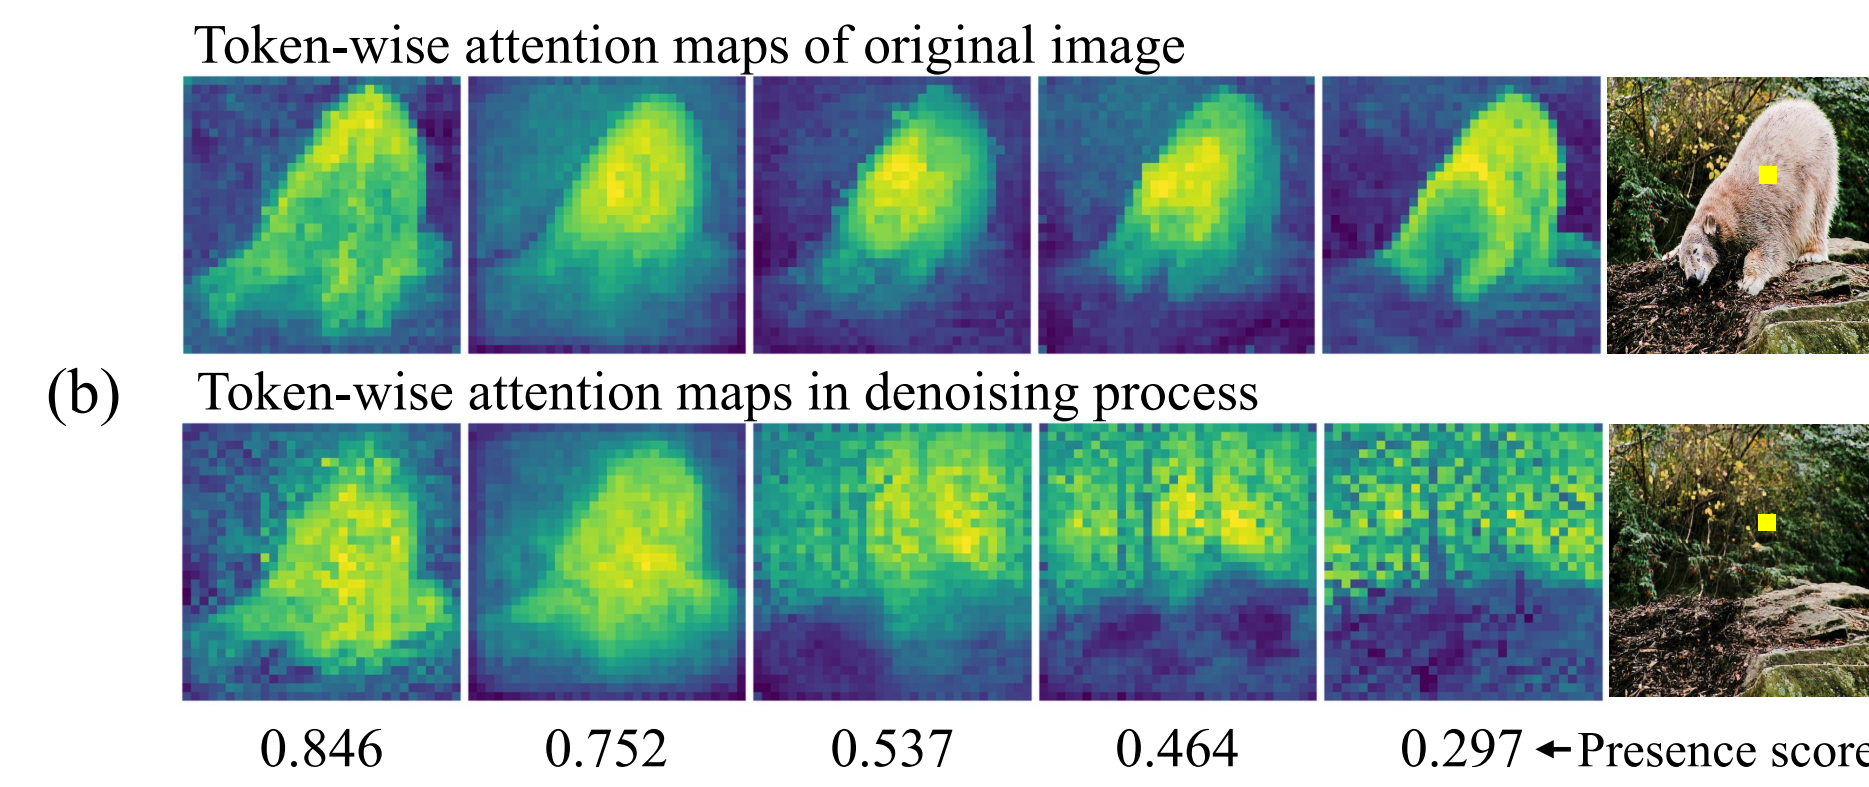 Token-wise attention maps of original image
(b)
Token-wise attention maps in denoising process
0.846 0.752 0.537 0.464 0.297 ← Presence score